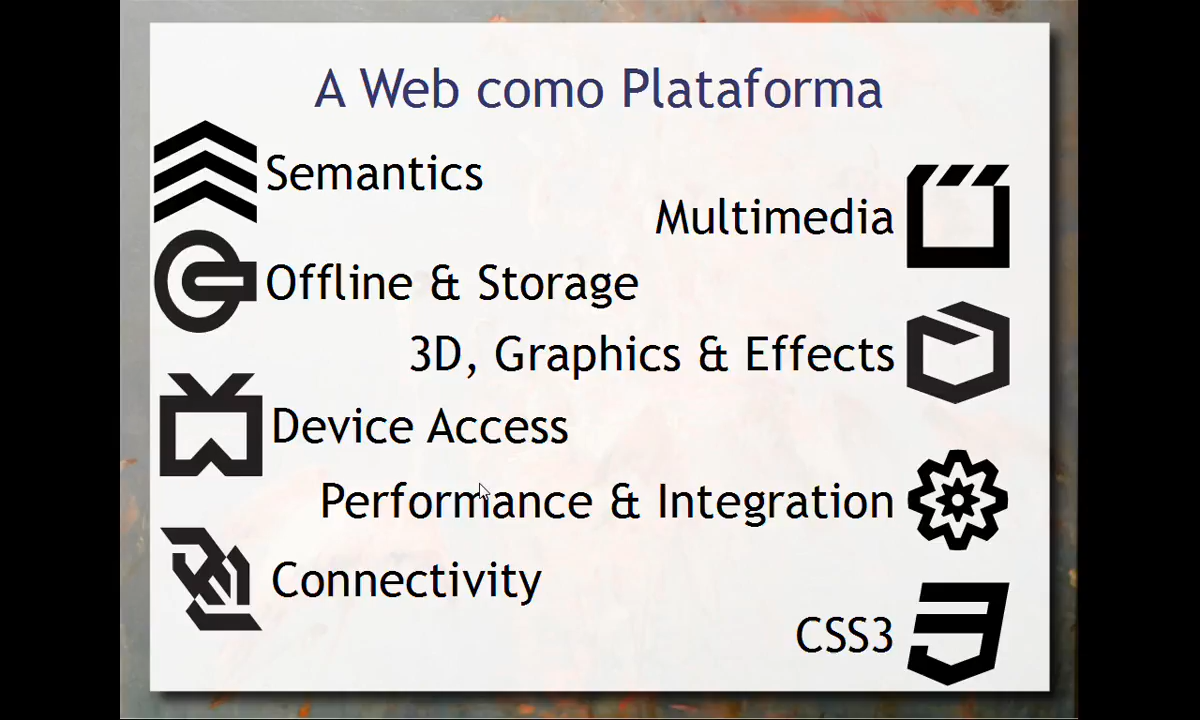 A Web como Plataforma
Semantics
Multimedia
Offline & Storage
3D, Graphics & Effects
Device Access
Performance & Integration
Connectivity
CSS3